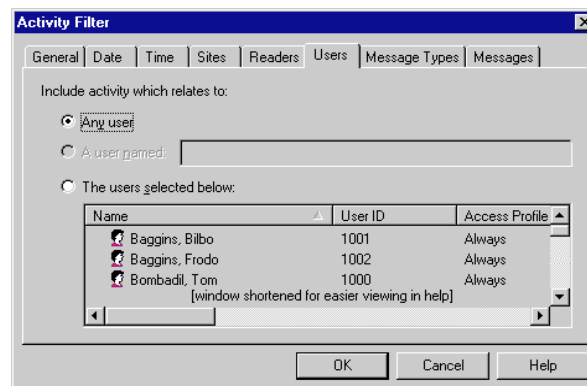 Activity Filter
General Date Time Sites Readers Users Message Types Messages
Include activity which relates to:
Any user
A user named:
The users selected below:
Name User ID Access Profile
Baggins, Bilbo 1001 Always
Baggins, Frodo 1002 Always
Bombadil, Tom 1000 Always
[window shortened for easier viewing in help]
OK Cancel Help